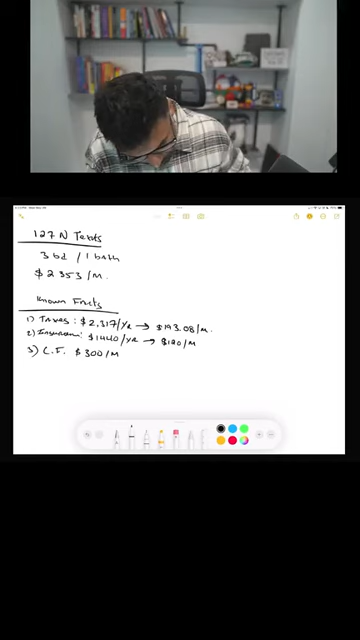 127 N
3 bd / 1 bath
$2353/M.
Known Facts
1) Taxes: $2,317/YR → $193.08/M.
2) Insurance: $1440/YR → $120/M
3) C.F. $300/M